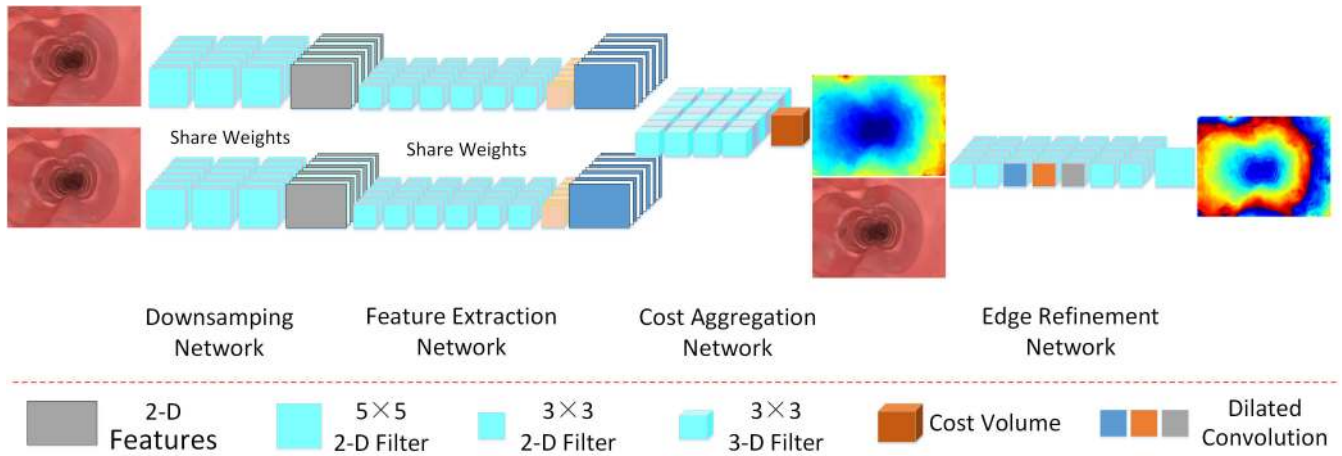 Share Weights
Share Weights
Downsamping
Network
Feature Extraction
Network
Cost Aggregation
Network
Edge Refinement
Network
2-D
Features
5×5
2-D Filter
3×3
2-D Filter
3×3
3-D Filter
Cost Volume
Dilated
Convolution